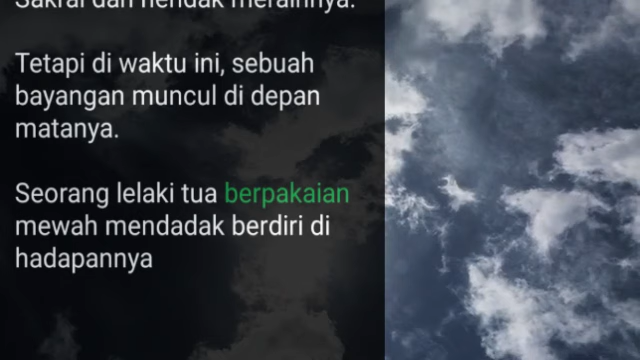 Sakral dan hendak meraihnya.
Tetapi di waktu ini, sebuah
bayangan muncul di depan
matanya.
Seorang lelaki tua berpakaian
mewah mendadak berdiri di
hadapannya